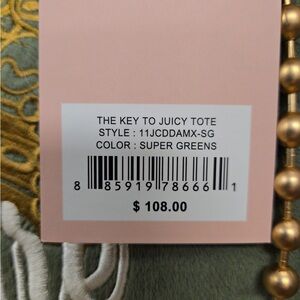 THE KEY TO JUICY TOTE
STYLE : 11JCDDAMX-SG
COLOR : SUPER GREENS
8 85919 78666 1
$ 108.00